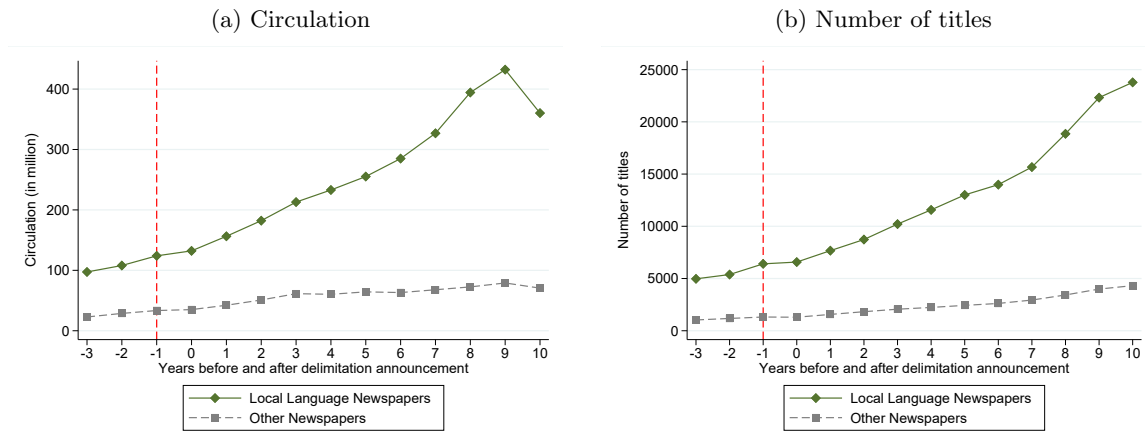 (a) Circulation
400
300
200
100
0
Circulation (in million)
-3 -2 -1 0 1 2 3 4 5 6 7 8 9 10
Years before and after delimitation announcement
Local Language Newspapers
Other Newspapers
(b) Number of titles
25000
20000
15000
10000
5000
0
Number of titles
-3 -2 -1 0 1 2 3 4 5 6 7 8 9 10
Years before and after delimitation announcement
Local Language Newspapers
Other Newspapers